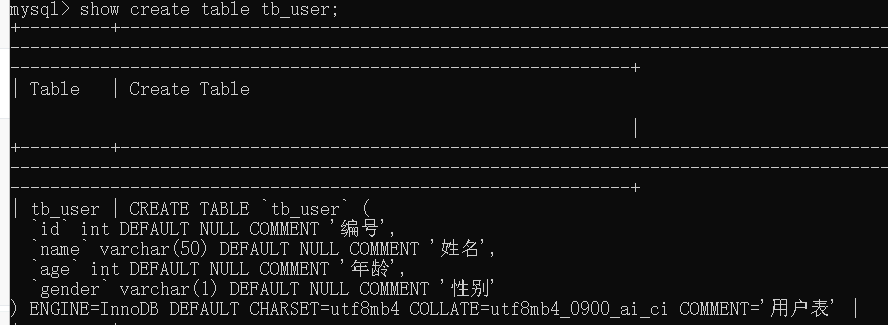 mysql> show create table tb_user;
+---------+----------------------------------------------------------------------------------------------
---------------------------------------------------------------------------------------------------------
------------------------------------------------------------------------+
| Table   | Create Table
|
+---------+----------------------------------------------------------------------------------------------
---------------------------------------------------------------------------------------------------------
------------------------------------------------------------------------+
| tb_user | CREATE TABLE `tb_user` (
`id` int DEFAULT NULL COMMENT '编号',
`name` varchar(50) DEFAULT NULL COMMENT '姓名',
`age` int DEFAULT NULL COMMENT '年龄',
`gender` varchar(1) DEFAULT NULL COMMENT '性别'
) ENGINE=InnoDB DEFAULT CHARSET=utf8mb4 COLLATE=utf8mb4_0900_ai_ci COMMENT='用户表' |